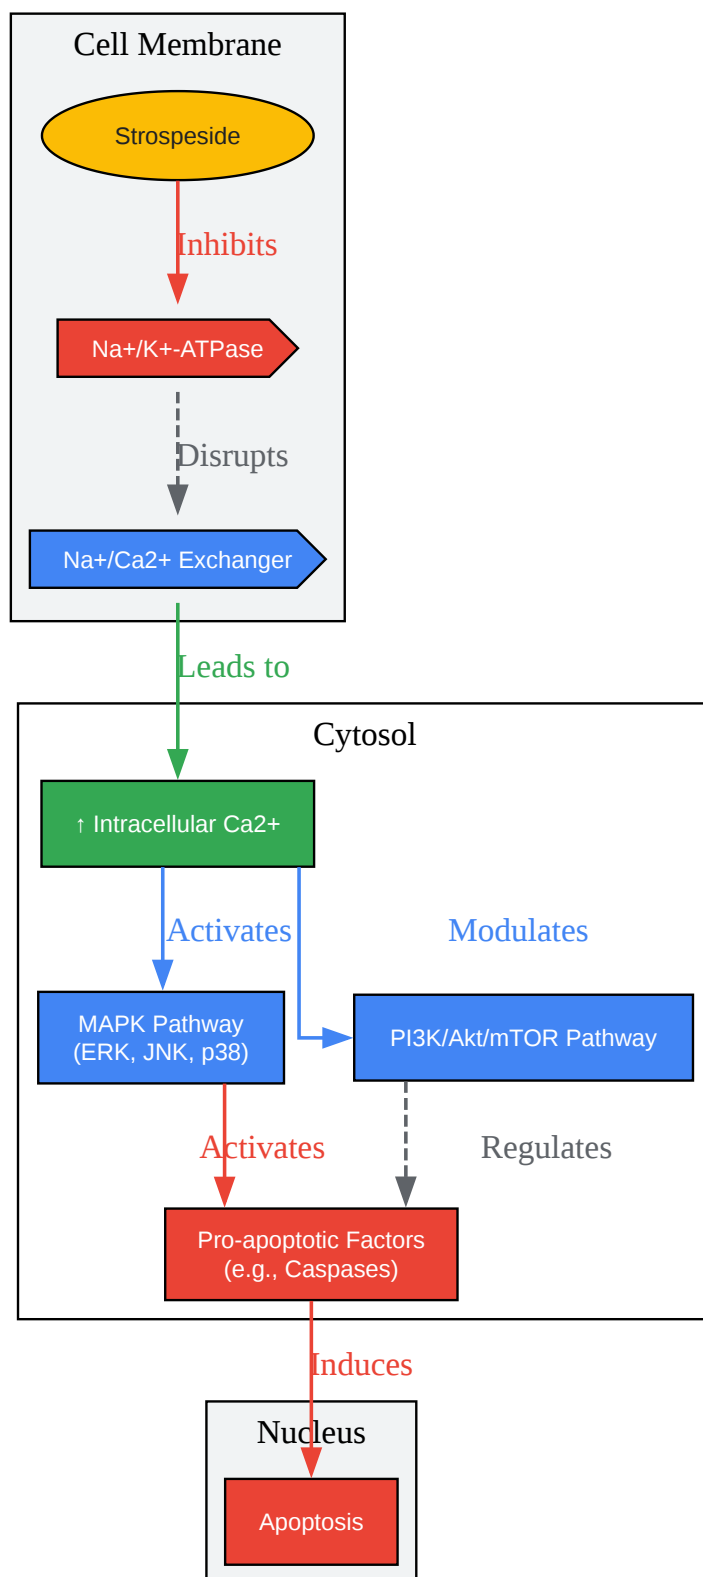 Cell Membrane
Strospeside
Inhibits
Na+/K+-ATPase
Disrupts
Na+/Ca2+ Exchanger
Leads to
Cytosol
↑ Intracellular Ca2+
Activates
Modulates
MAPK Pathway
(ERK, JNK, p38)
PI3K/Akt/mTOR Pathway
Activates
Regulates
Pro-apoptotic Factors
(e.g., Caspases)
Induces
Nucleus
Apoptosis